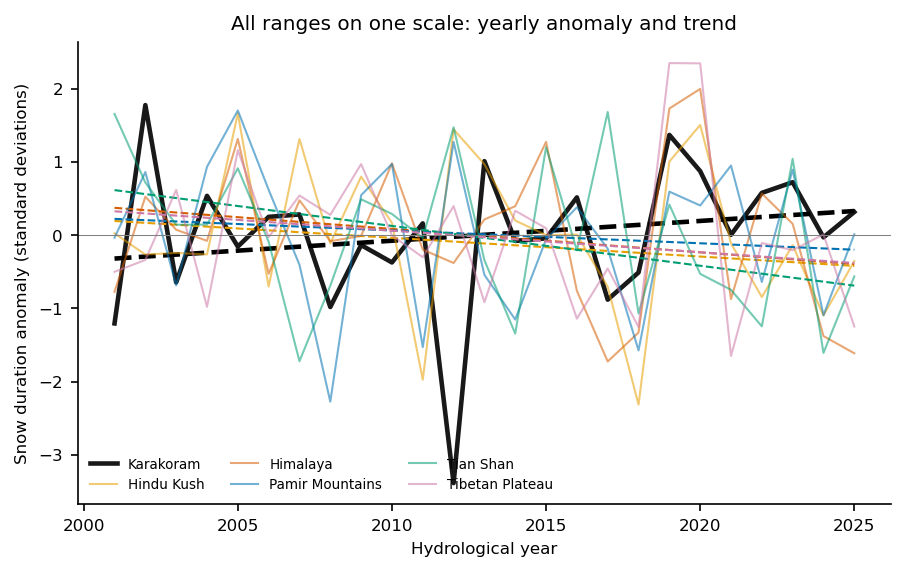 All ranges on one scale: yearly anomaly and trend
Snow duration anomaly (standard deviations)
2
1
0
−1
−2
−3
Karakoram
Himalaya
Tian Shan
Hindu Kush
Pamir Mountains
Tibetan Plateau
2000 2005 2010 2015 2020 2025
Hydrological year